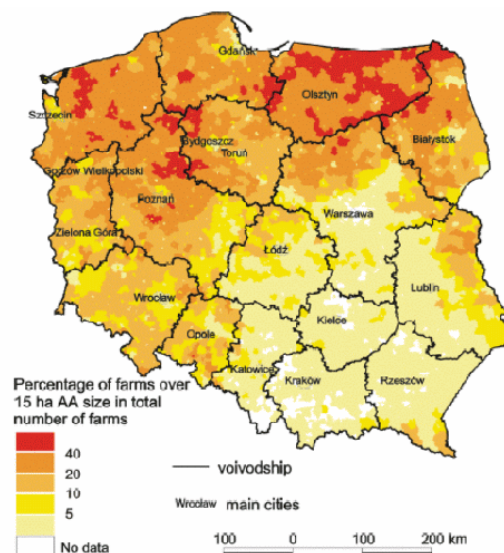 Gdańsk
Olsztyn
Szczecin
Bydgoszcz
Toruń
Białystok
Gorzów Wielkopolski
Poznań
Warszawa
Zielona Góra
Łódź
Lublin
Wrocław
Opole
Kielce
Katowice
Kraków
Rzeszów
Percentage of farms over
15 ha AA size in total
number of farms
40
20
10
5
No data
voivodship
Wrocław main cities
100 0 100 200 km